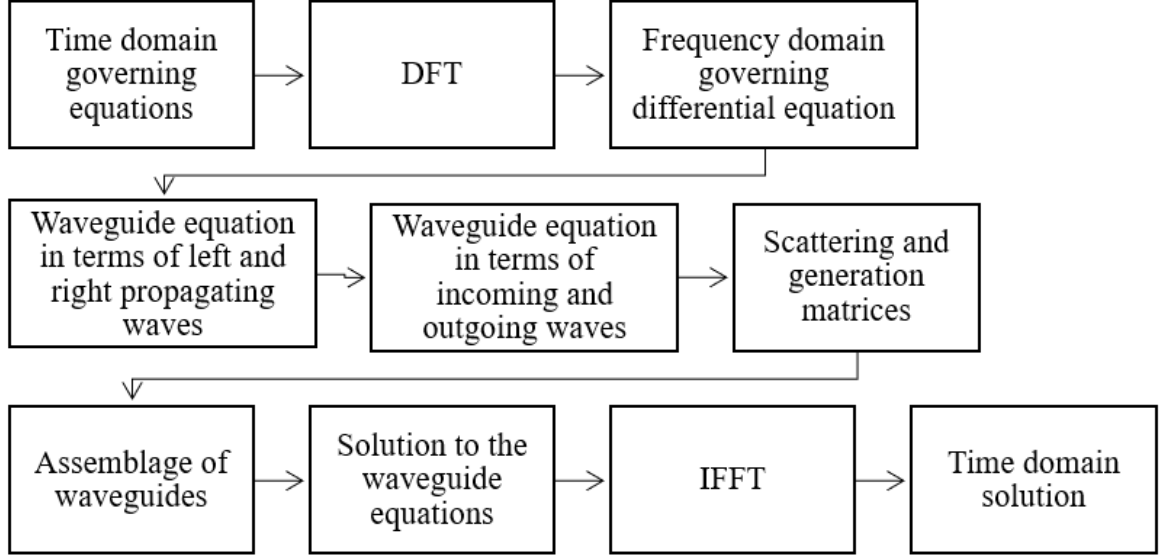 Time domain
governing
equations
DFT
Frequency domain
governing
differential equation
Waveguide equation
in terms of left and
right propagating
waves
Waveguide equation
in terms of
incoming and
outgoing waves
Scattering and
generation
matrices
Assemblage of
waveguides
Solution to the
waveguide
equations
IFFT
Time domain
solution